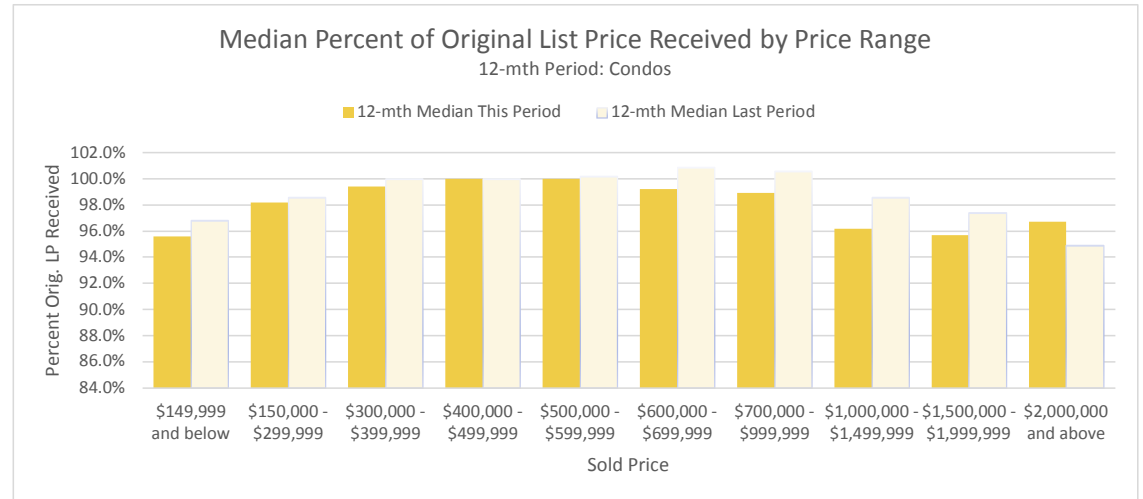 Median Percent of Original List Price Received by Price Range
12-mth Period: Condos
12-mth Median This Period 12-mth Median Last Period
Percent Orig. LP Received
102.0%
100.0%
98.0%
96.0%
94.0%
92.0%
90.0%
88.0%
86.0%
84.0%
$149,999 $150,000 - $300,000 - $400,000 - $500,000 - $600,000 - $700,000 - $1,000,000 - $1,500,000 - $2,000,000
and below $299,999 $399,999 $499,999 $599,999 $699,999 $999,999 $1,499,999 $1,999,999 and above
Sold Price